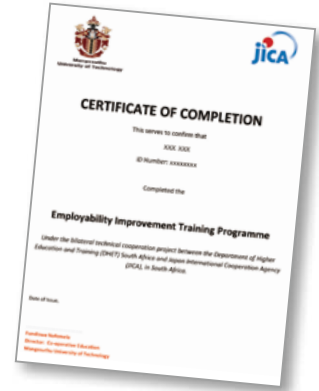 Mangosuthu
University of Technology
jICA
CERTIFICATE OF COMPLETION
This serves to confirm that
XXX XXX
ID Number: xxxxxxxx
Completed the
Employability Improvement Training Programme
Under the bilateral technical cooperation project between the Department of Higher
Education and Training (DHET) South Africa and Japan International Cooperation Agency
(JICA), in South Africa.
Date of Issue.
Director: Co-operative Education
Mangosuthu University of Technology